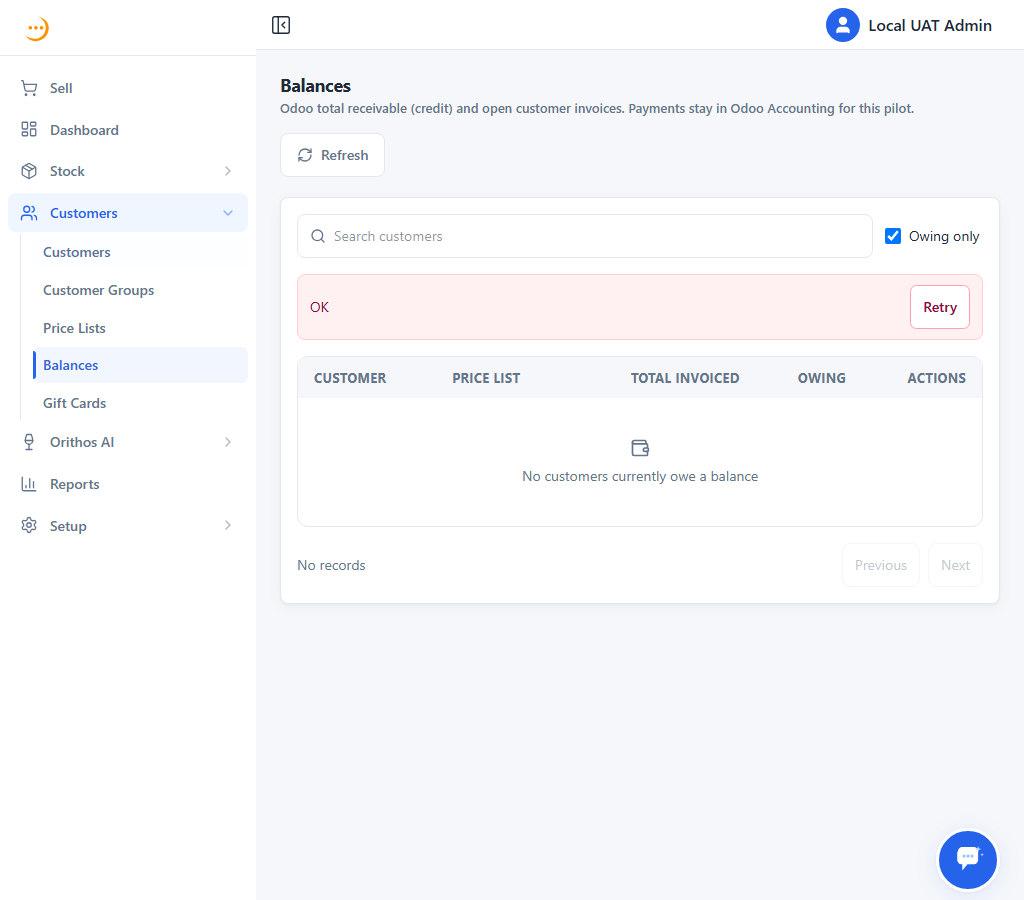 Local UAT Admin
Sell
Dashboard
Stock
Customers
Customers
Customer Groups
Price Lists
Balances
Gift Cards
Orithos AI
Reports
Setup
Balances
Odoo total receivable (credit) and open customer invoices. Payments stay in Odoo Accounting for this pilot.
Refresh
Search customers
Owing only
OK
Retry
CUSTOMER PRICE LIST TOTAL INVOICED OWING ACTIONS
No customers currently owe a balance
No records
Previous
Next